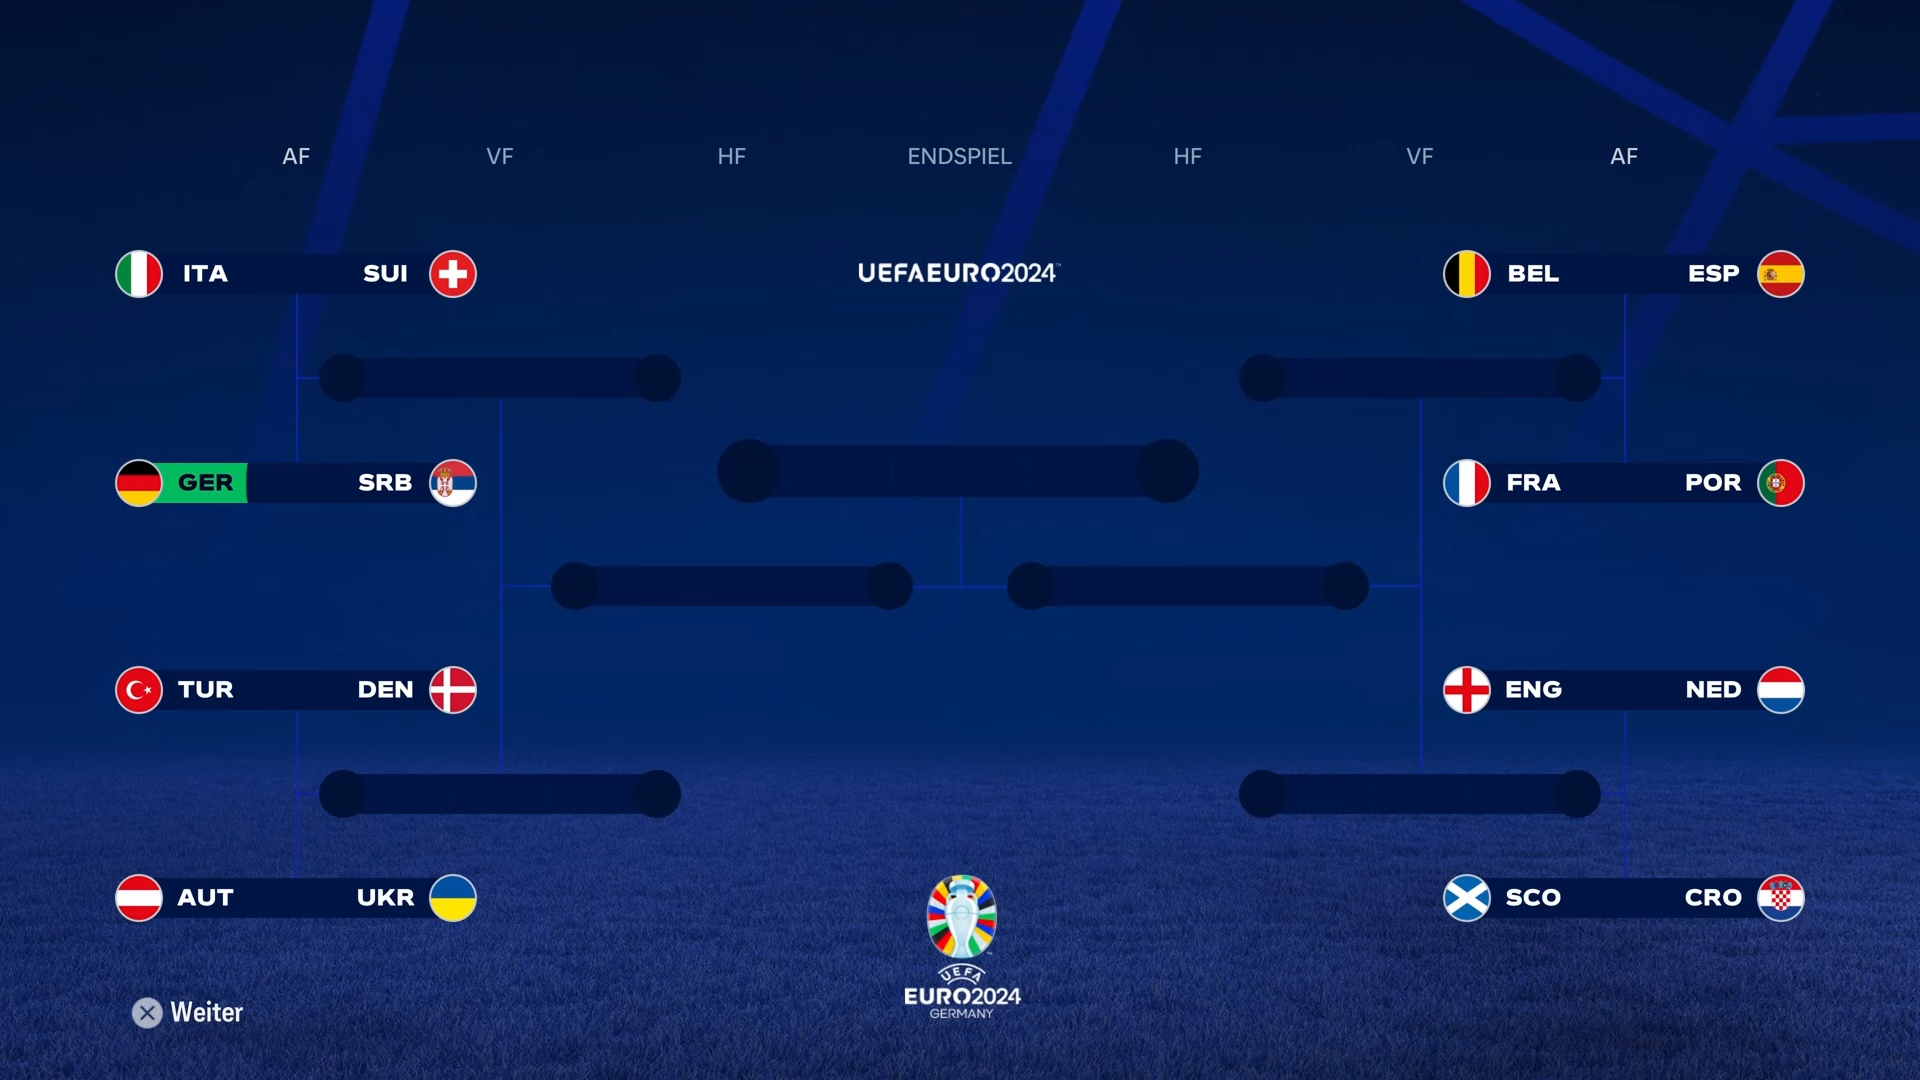 AF VF HF ENDSPIEL HF VF AF
ITA SUI
UEFAEURO2024™
BEL ESP
GER SRB
FRA POR
TUR DEN
ENG NED
AUT UKR
SCO CRO
UEFA
EURO2024
GERMANY
Weiter